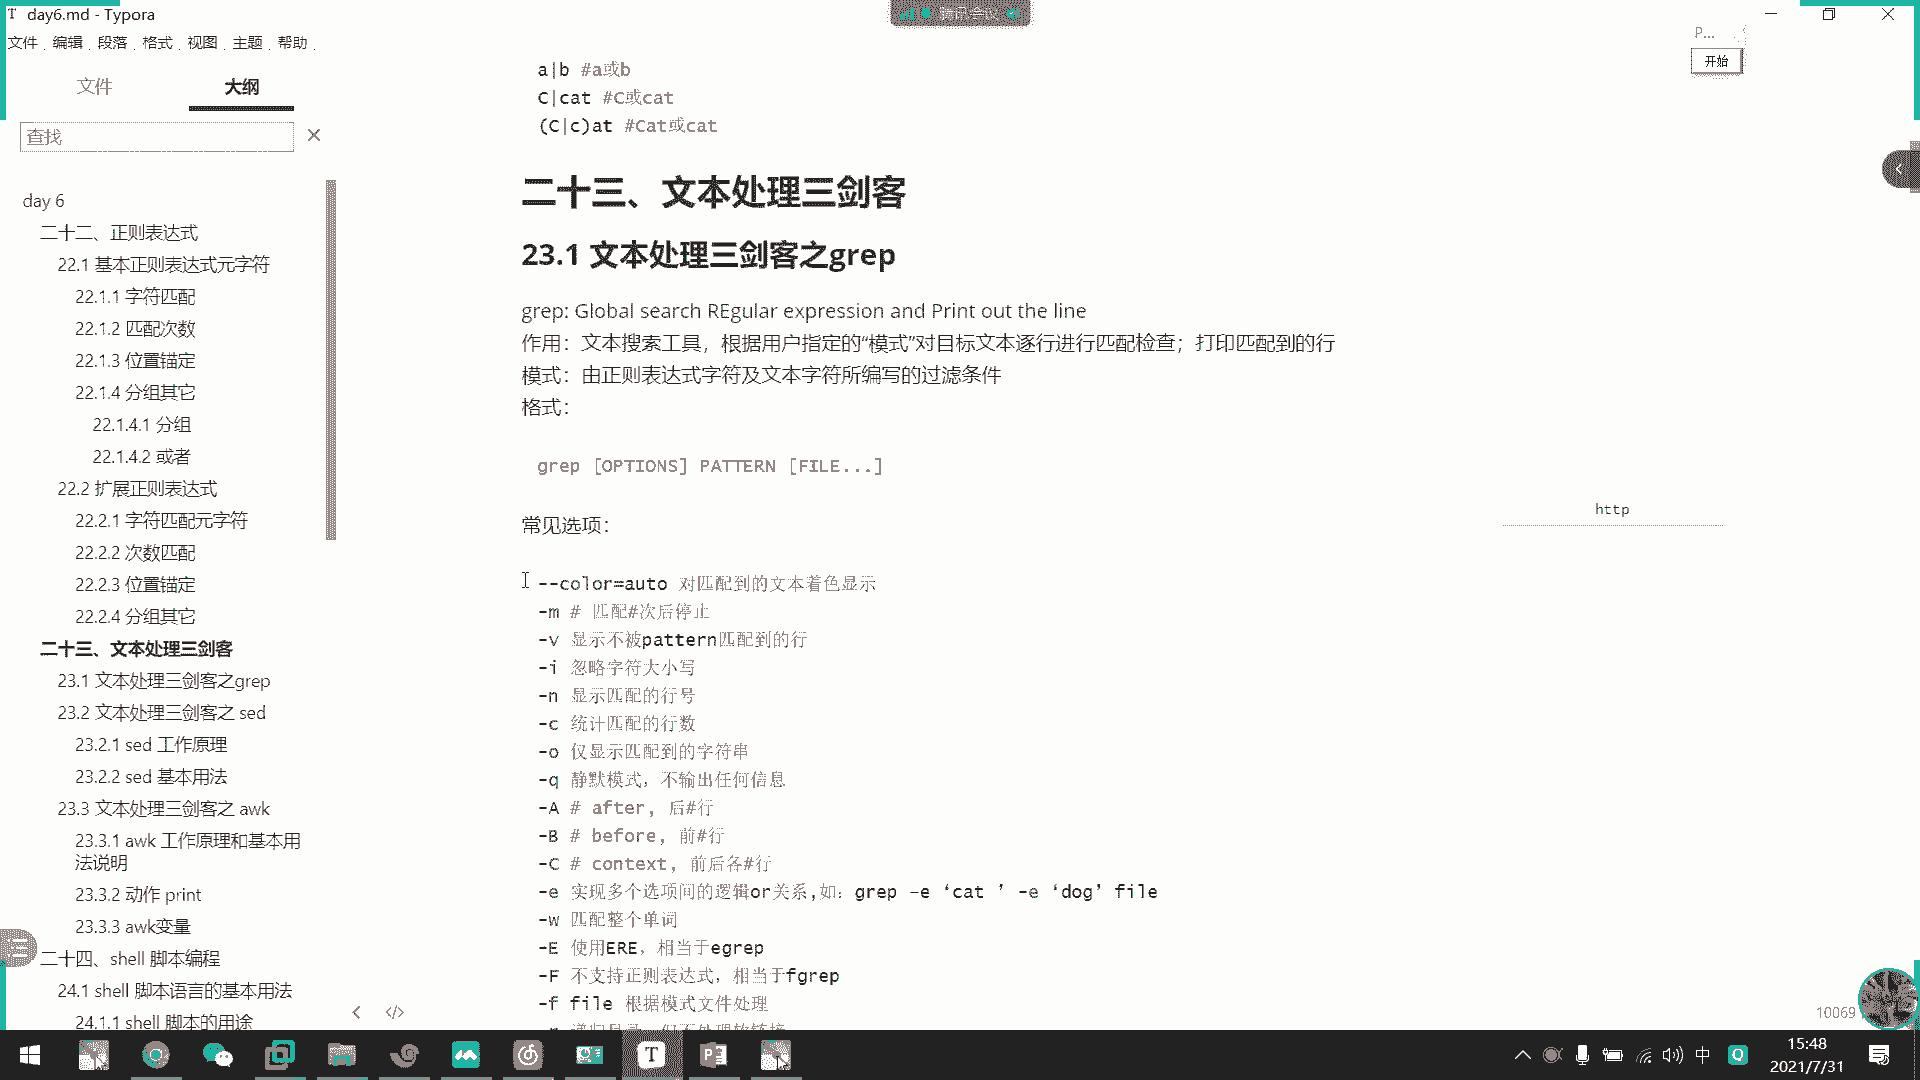 day6.md - Typora
腾讯会议
文件 编辑 段落 格式 视图 主题 帮助
P...
开始
文件
大纲
查找
day 6
二十二、正则表达式
22.1 基本正则表达式元字符
22.1.1 字符匹配
22.1.2 匹配次数
22.1.3 位置锚定
22.1.4 分组其它
22.1.4.1 分组
22.1.4.2 或者
22.2 扩展正则表达式
22.2.1 字符匹配元字符
22.2.2 次数匹配
22.2.3 位置锚定
22.2.4 分组其它
二十三、文本处理三剑客
23.1 文本处理三剑客之grep
23.2 文本处理三剑客之 sed
23.2.1 sed 工作原理
23.2.2 sed 基本用法
23.3 文本处理三剑客之 awk
23.3.1 awk 工作原理和基本用
法说明
23.3.2 动作 print
23.3.3 awk变量
二十四、shell 脚本编程
24.1 shell 脚本语言的基本用法
24.1.1 shell 脚本的用途
a|b #a或b
C|cat #C或cat
(C|c)at #Cat或cat
二十三、文本处理三剑客
23.1 文本处理三剑客之grep
grep: Global search REgular expression and Print out the line
作用：文本搜索工具，根据用户指定的“模式”对目标文本逐行进行匹配检查；打印匹配到的行
模式：由正则表达式字符及文本字符所编写的过滤条件
格式：
grep [OPTIONS] PATTERN [FILE...]
http
常见选项：
--color=auto 对匹配到的文本着色显示
-m # 匹配#次后停止
-v 显示不被pattern匹配到的行
-i 忽略字符大小写
-n 显示匹配的行号
-c 统计匹配的行数
-o 仅显示匹配到的字符串
-q 静默模式，不输出任何信息
-A # after, 后#行
-B # before, 前#行
-C # context, 前后各#行
-e 实现多个选项间的逻辑or关系,如：grep –e ‘cat ’ -e ‘dog’ file
-w 匹配整个单词
-E 使用ERE，相当于egrep
-F 不支持正则表达式，相当于fgrep
-f file 根据模式文件处理
10069
中
15:48
2021/7/31